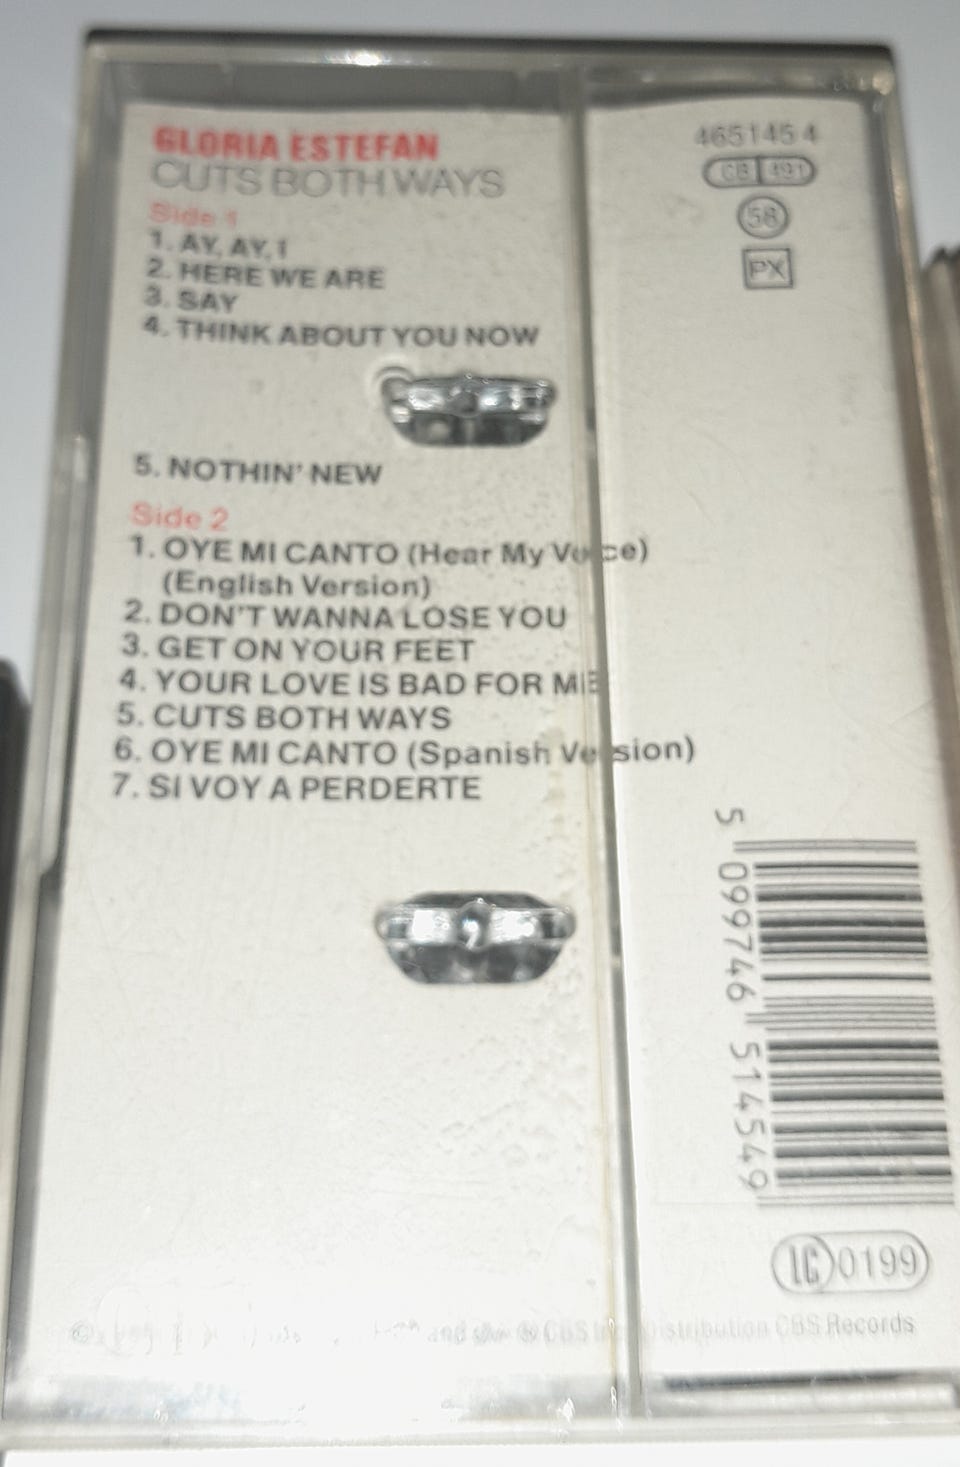 GLORIA ESTEFAN
CUTS BOTH WAYS
Side 1
1. AY, AY, I
2. HERE WE ARE
3. SAY
4. THINK ABOUT YOU NOW
5. NOTHIN' NEW
Side 2
1. OYE MI CANTO (Hear My Voice)
(English Version)
2. DON'T WANNA LOSE YOU
3. GET ON YOUR FEET
4. YOUR LOVE IS BAD FOR ME
5. CUTS BOTH WAYS
6. OYE MI CANTO (Spanish Version)
7. SI VOY A PERDERTE
465145 4
CB 491
58
PX
5 099746 514549
LC 0199
© and CBS Distribution CBS Records